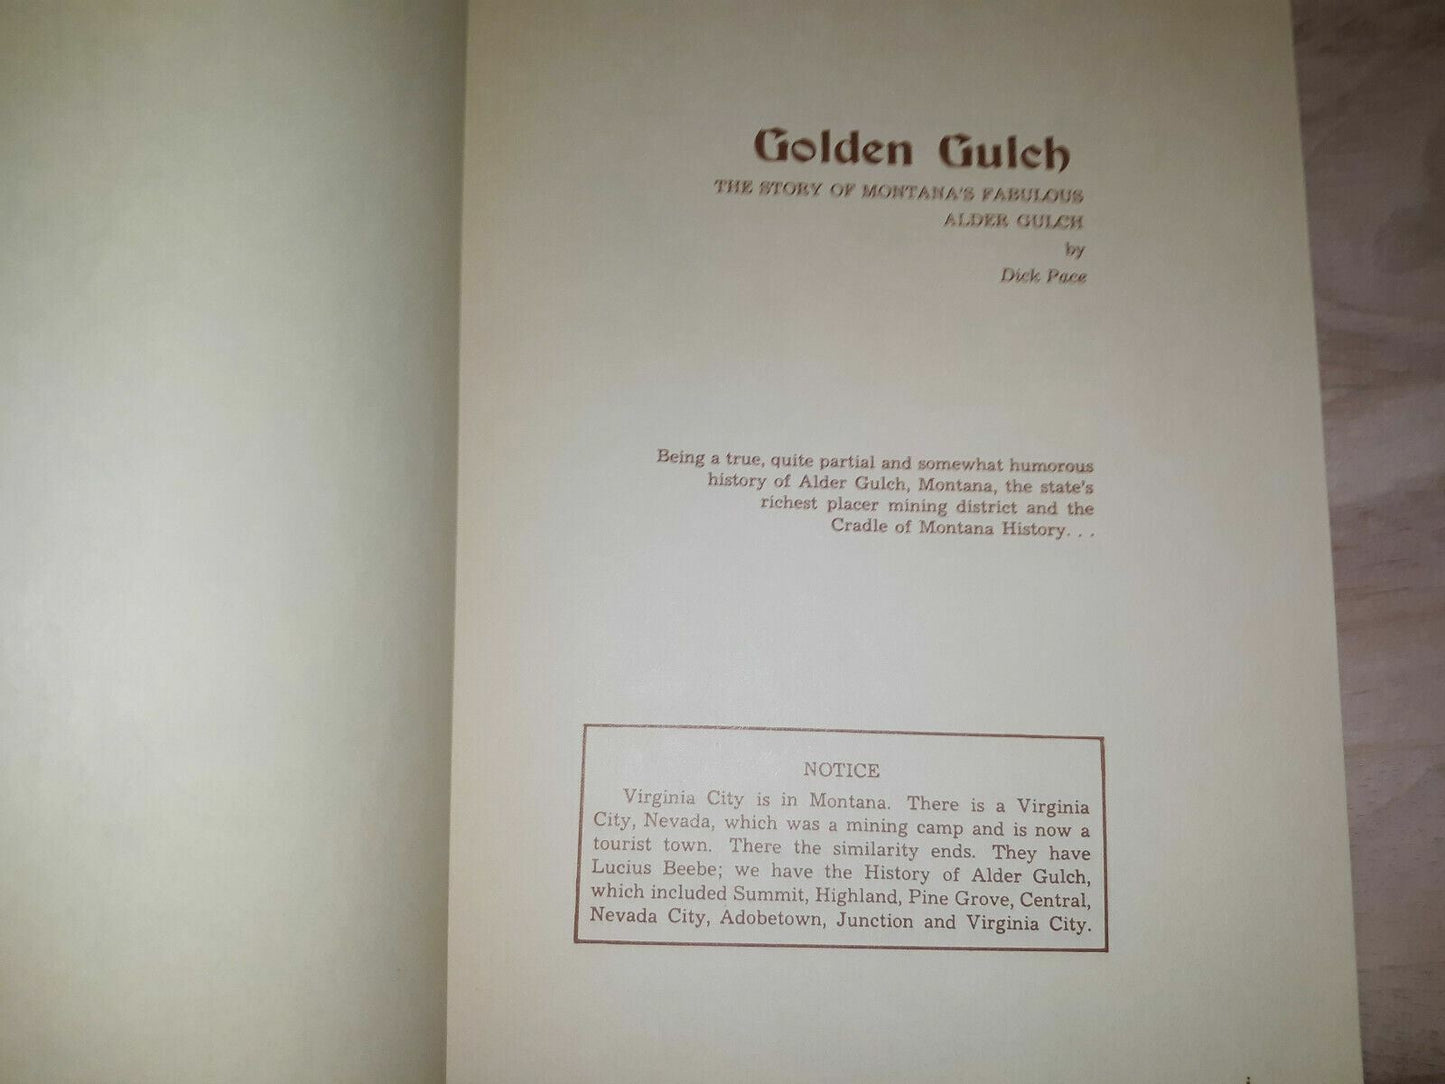 Golden Gulch
THE STORY OF MONTANA'S FABULOUS
ALDER GULCH
by
Dick Pace
Being a true, quite partial and somewhat humorous
history of Alder Gulch, Montana, the state's
richest placer mining district and the
Cradle of Montana History. . .
NOTICE
Virginia City is in Montana. There is a Virginia
City, Nevada, which was a mining camp and is now a
tourist town. There the similarity ends. They have
Lucius Beebe; we have the History of Alder Gulch,
which included Summit, Highland, Pine Grove, Central,
Nevada City, Adobetown, Junction and Virginia City.